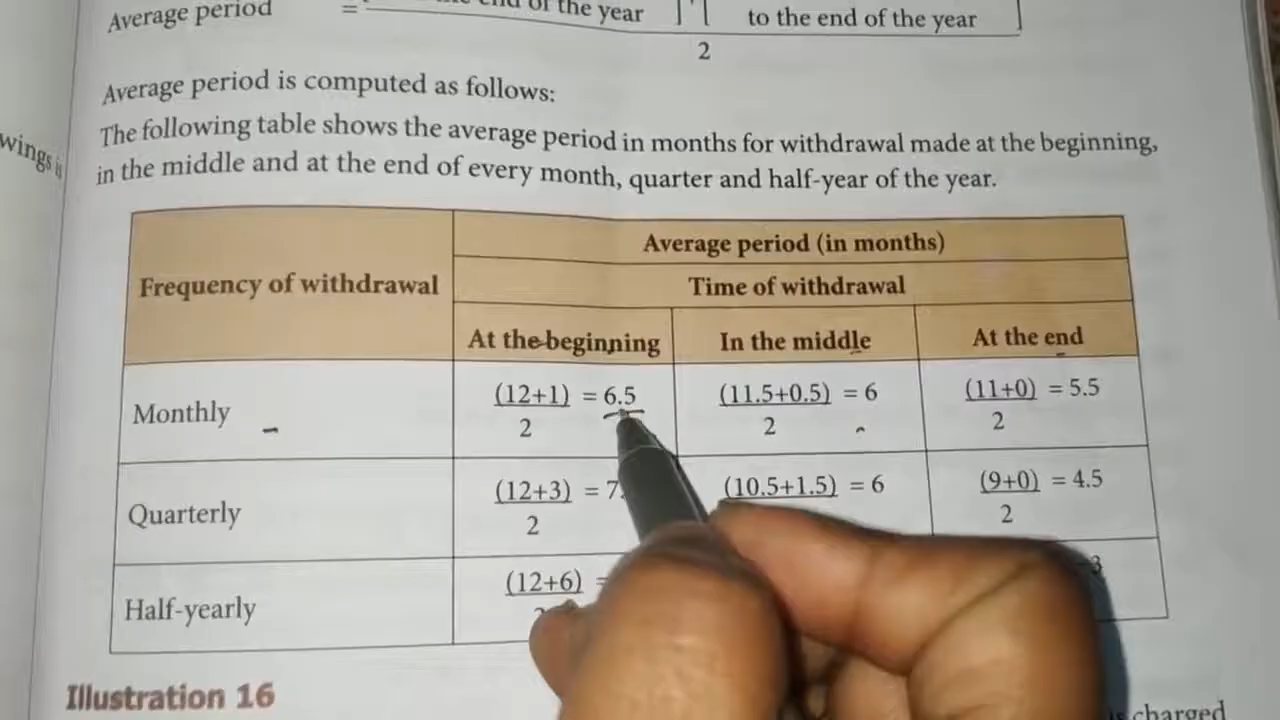 Average period = end of the year to the end of the year
2
Average period is computed as follows:
wings
The following table shows the average period in months for withdrawal made at the beginning,
in the middle and at the end of every month, quarter and half-year of the year.
Frequency of withdrawal
Average period (in months)
Time of withdrawal
At the beginning In the middle At the end
Monthly (12+1) = 6.5 (11.5+0.5) = 6 (11+0) = 5.5
2 2 2
Quarterly (12+3) = 7. (10.5+1.5) = 6 (9+0) = 4.5
2 2
Half-yearly (12+6) = 3
Illustration 16
charged